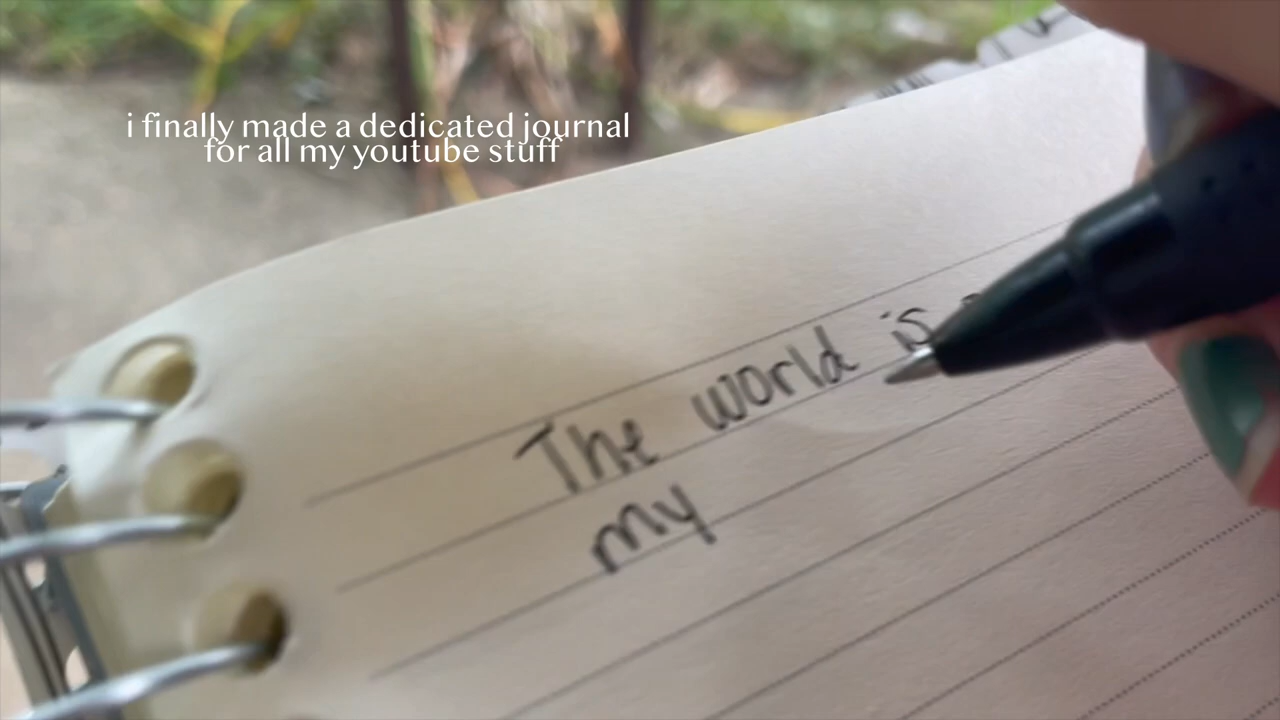 i finally made a dedicated journal
for all my youtube stuff
The world is
my